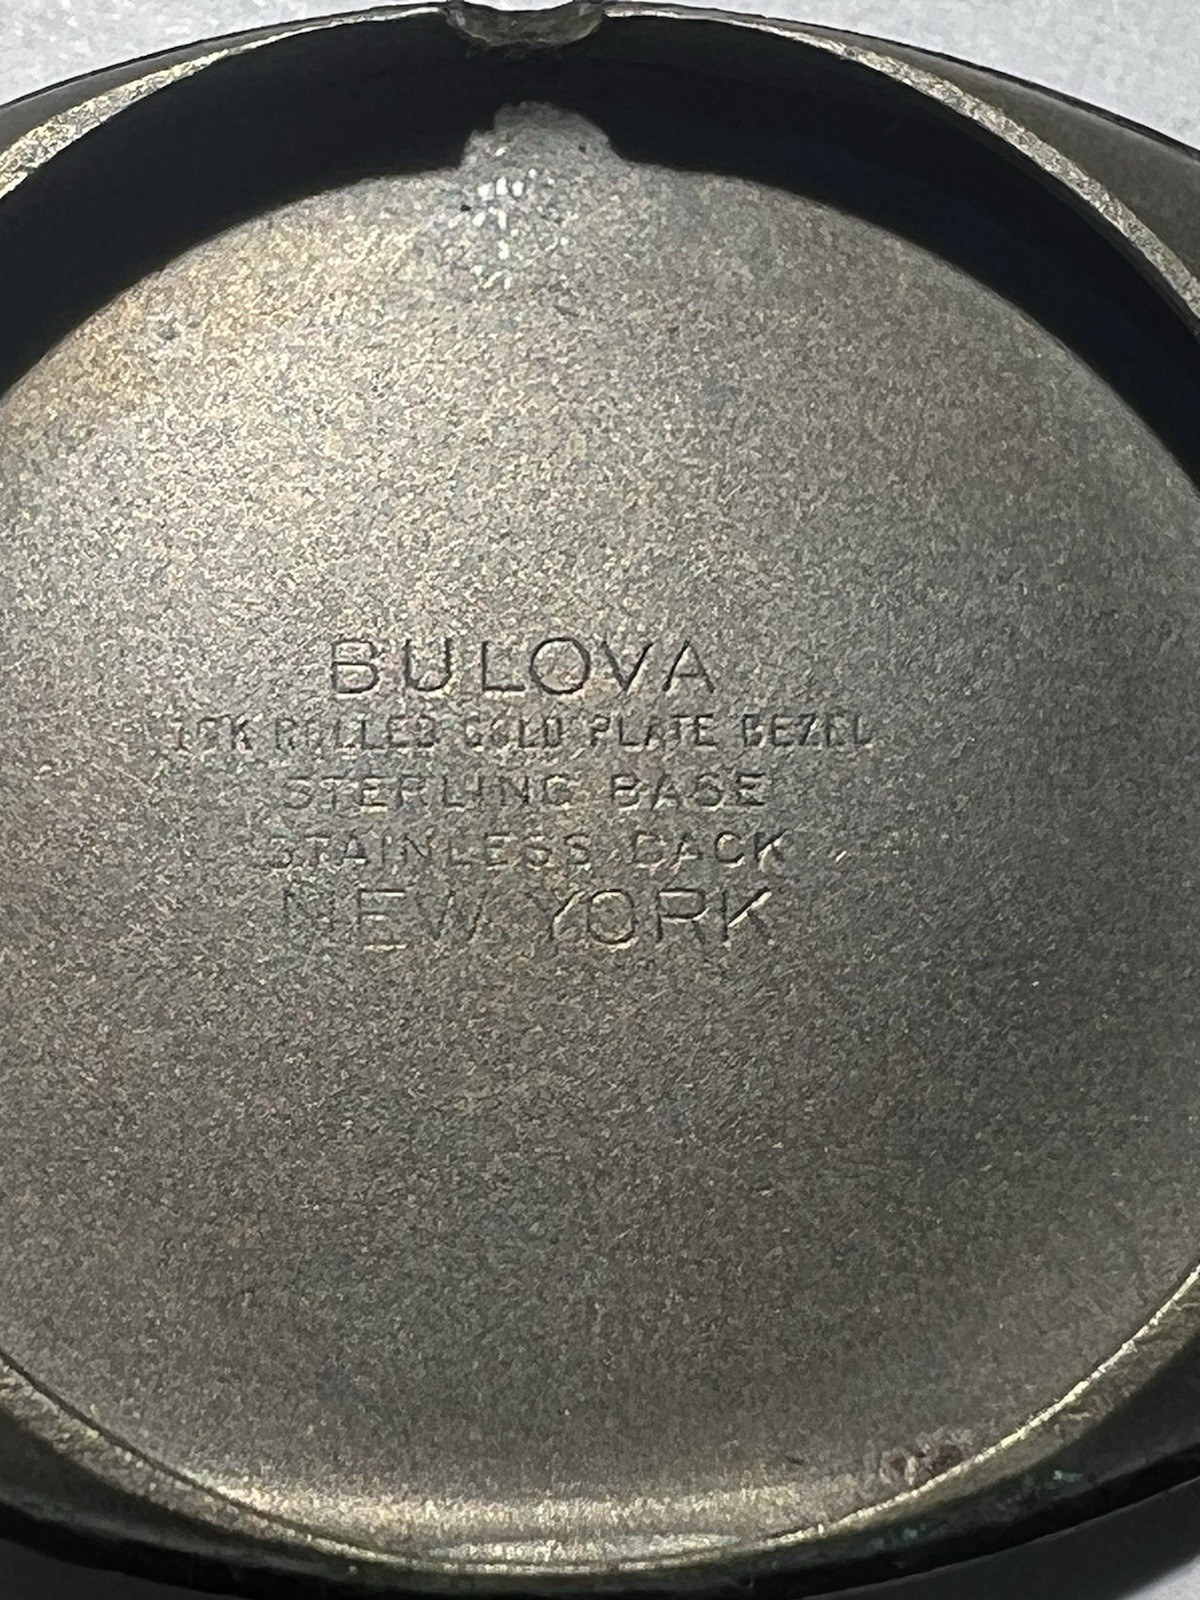 BULOVA
10K ROLLED GOLD PLATE BEZEL
STERLING BASE
STAINLESS BACK
NEW YORK